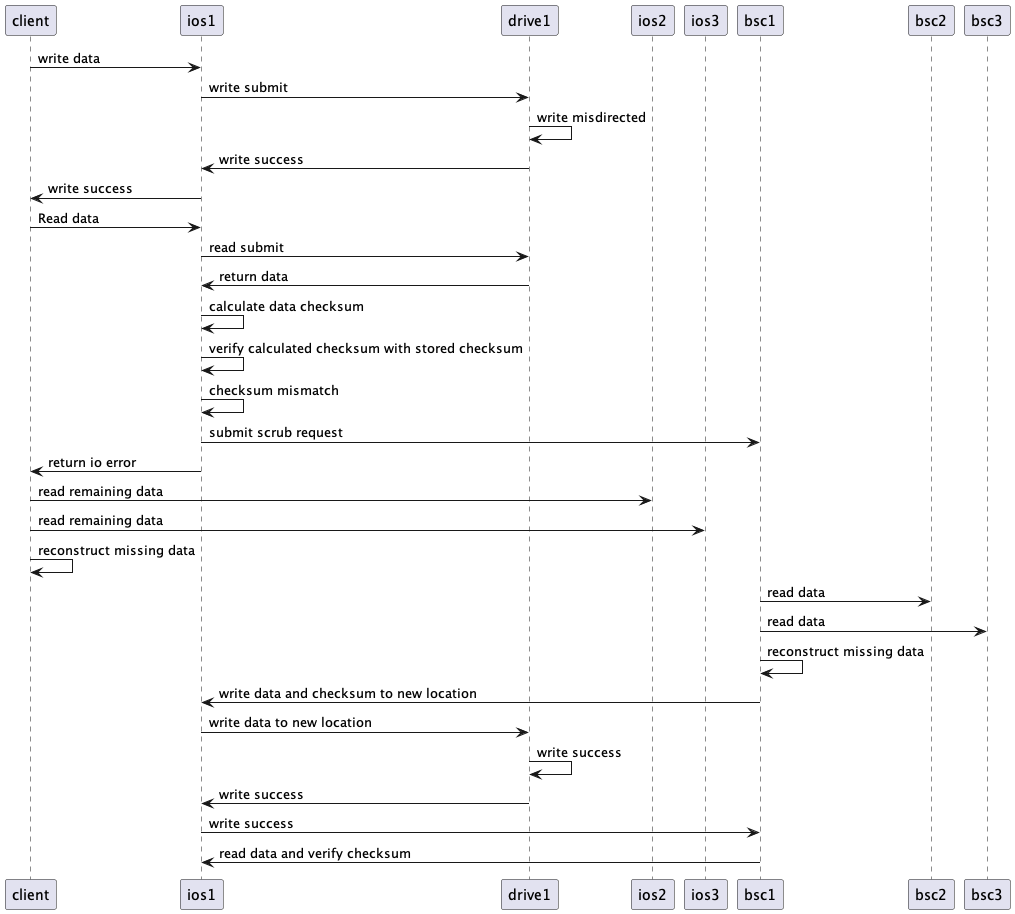 client ios1 drive1 ios2 ios3 bsc1 bsc2 bsc3
write data
write submit
write misdirected
write success
write success
Read data
read submit
return data
calculate data checksum
verify calculated checksum with stored checksum
checksum mismatch
submit scrub request
return io error
read remaining data
read remaining data
reconstruct missing data
read data
read data
reconstruct missing data
write data and checksum to new location
write data to new location
write success
write success
write success
read data and verify checksum
client ios1 drive1 ios2 ios3 bsc1 bsc2 bsc3